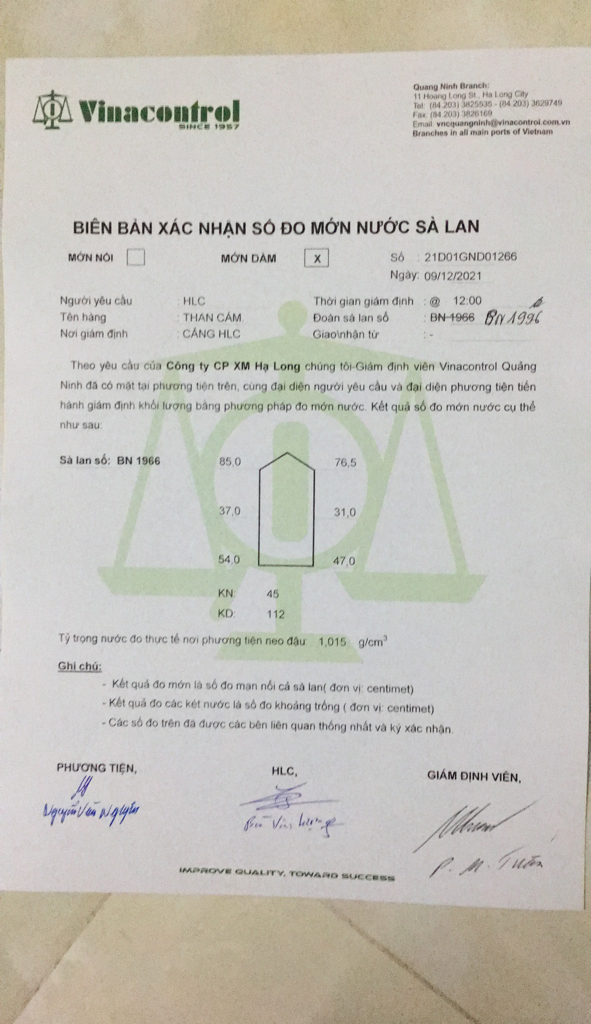 Vinacontrol
SINCE 1957
Quang Ninh Branch:
11 Hoang Long St., Ha Long City
Tel: (84.203) 3825535 - (84.203) 3629749
Fax: (84.203) 3826169
Email: vncquangninh@vinacontrol.com.vn
Branches in all main ports of Vietnam
BIÊN BẢN XÁC NHẬN SỐ ĐO MỚN NƯỚC SÀ LAN
MỚN NỔI MỚN DẦM X Số : 21D01GND01266
Ngày: 09/12/2021
Người yêu cầu : HLC Thời gian giám định : @ 12:00
Tên hàng : THAN CÁM. Đoàn sà lan số : BN 1966 BN 1996
Nơi giám định : CẢNG HLC Giao\nhận từ : -
Theo yêu cầu của Công ty CP XM Hạ Long chúng tôi-Giám định viên Vinacontrol Quảng
Ninh đã có mặt tại phương tiện trên, cùng đại diện người yêu cầu và đại diện phương tiện tiến
hành giám định khối lượng bằng phương pháp đo mớn nước. Kết quả số đo mớn nước cụ thể
như sau:
Sà lan số: BN 1966 85,0 76,5
37,0 31,0
54,0 47,0
KN: 45
KD: 112
Tỷ trọng nước đo thực tế nơi phương tiện neo đậu: 1,015 g/cm³
Ghi chú:
- Kết quả đo mớn là số đo mạn nổi cả sà lan( đơn vị: centimet)
- Kết quả đo các két nước là số đo khoảng trống ( đơn vị: centimet)
- Các số đo trên đã được các bên liên quan thống nhất và ký xác nhận.
PHƯƠNG TIỆN, HLC, GIÁM ĐỊNH VIÊN,
Nguyễn Văn Nguyên
P. M. Tuấn
IMPROVE QUALITY, TOWARD SUCCESS